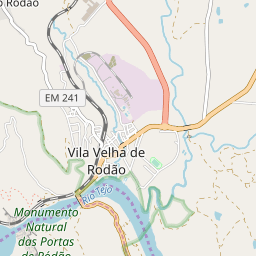 o Rodão
EM 241
Vila Velha de
Rodão
Rio Tejo
Monumento
Natural
das Portas
de Ródão